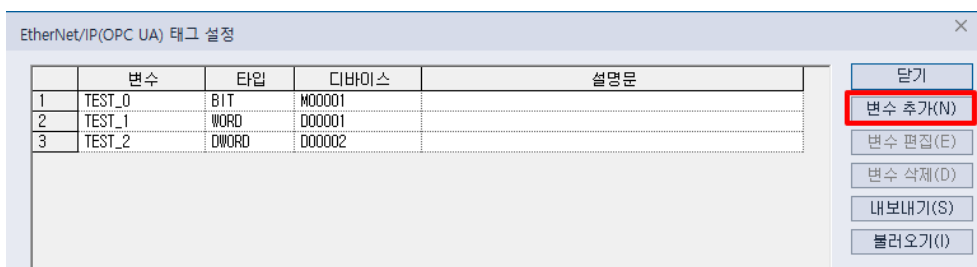 EtherNet/IP(OPC UA) 태그 설정
변수 타입 디바이스 설명문
1 TEST_0 BIT M00001
2 TEST_1 WORD D00001
3 TEST_2 DWORD D00002
닫기
변수 추가(N)
변수 편집(E)
변수 삭제(D)
내보내기(S)
불러오기(I)